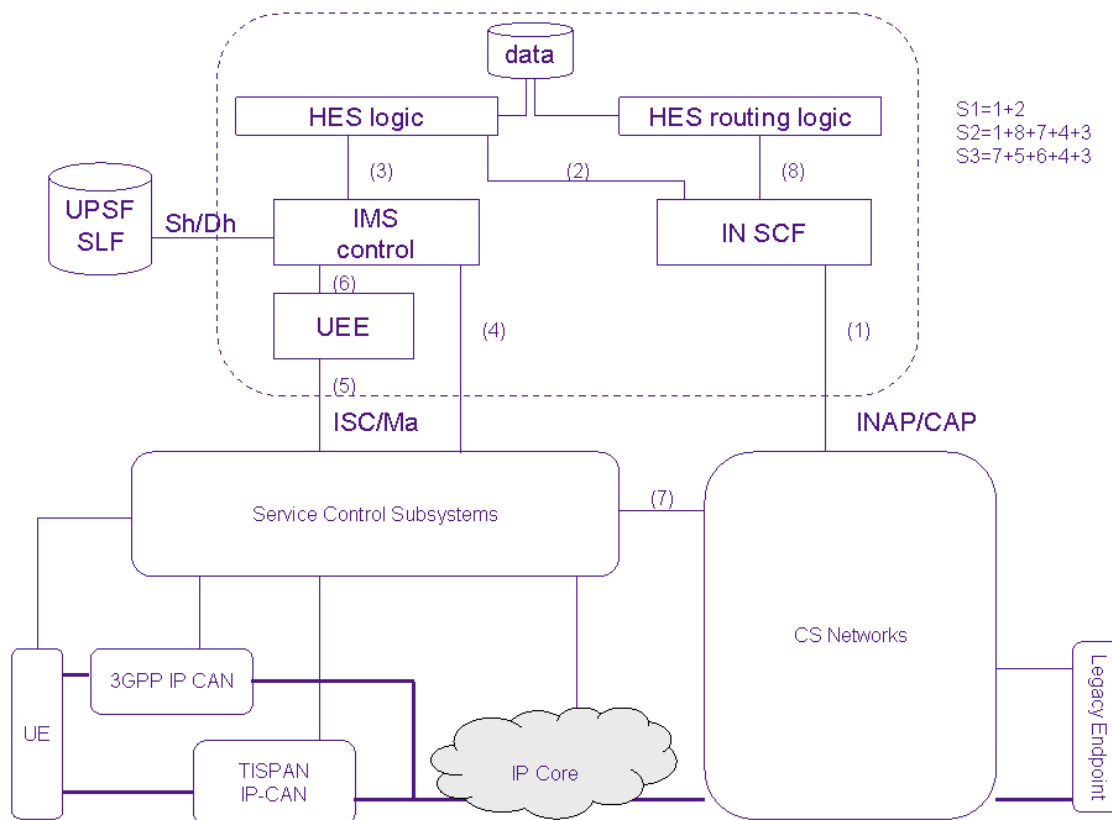 data
HES logic
HES routing logic
S1=1+2
S2=1+8+7+4+3
S3=7+5+6+4+3
(3)
(2)
(8)
UPSF
SLF
Sh/Dh
IMS
control
IN SCF
(6)
UEE
(4)
(1)
(5)
ISC/Ma
INAP/CAP
Service Control Subsystems
(7)
CS Networks
3GPP IP CAN
UE
TISPAN
IP-CAN
IP Core
Legacy Endpoint